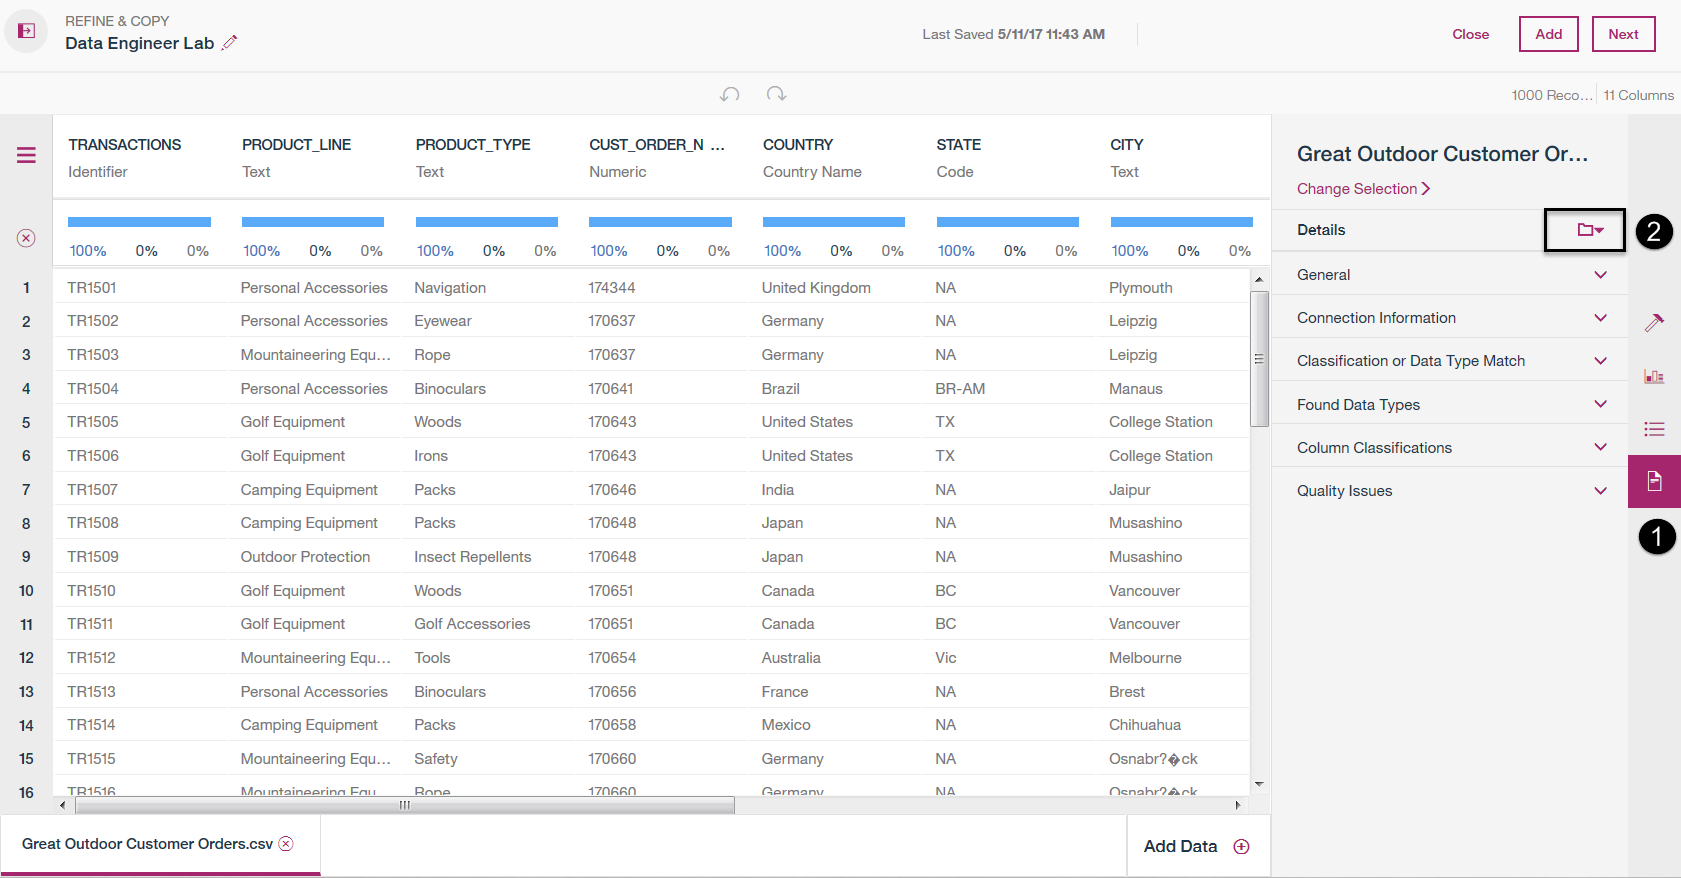 REFINE & COPY
Data Engineer Lab
Last Saved 5/11/17 11:43 AM
Close Add Next
1000 Reco... 11 Columns
TRANSACTIONS PRODUCT_LINE PRODUCT_TYPE CUST_ORDER_N ... COUNTRY STATE CITY
Identifier Text Text Numeric Country Name Code Text
100% 0% 0% 100% 0% 0% 100% 0% 0% 100% 0% 0% 100% 0% 0% 100% 0% 0% 100% 0% 0%
1 TR1501 Personal Accessories Navigation 174344 United Kingdom NA Plymouth
2 TR1502 Personal Accessories Eyewear 170637 Germany NA Leipzig
3 TR1503 Mountaineering Equ... Rope 170637 Germany NA Leipzig
4 TR1504 Personal Accessories Binoculars 170641 Brazil BR-AM Manaus
5 TR1505 Golf Equipment Woods 170643 United States TX College Station
6 TR1506 Golf Equipment Irons 170643 United States TX College Station
7 TR1507 Camping Equipment Packs 170646 India NA Jaipur
8 TR1508 Camping Equipment Packs 170648 Japan NA Musashino
9 TR1509 Outdoor Protection Insect Repellents 170648 Japan NA Musashino
10 TR1510 Golf Equipment Woods 170651 Canada BC Vancouver
11 TR1511 Golf Equipment Golf Accessories 170651 Canada BC Vancouver
12 TR1512 Mountaineering Equ... Tools 170654 Australia Vic Melbourne
13 TR1513 Personal Accessories Binoculars 170656 France NA Brest
14 TR1514 Camping Equipment Packs 170658 Mexico NA Chihuahua
15 TR1515 Mountaineering Equ... Safety 170660 Germany NA Osnabr?�ck
16 TR1516 Mountaineering Equ... Rope 170660 Germany NA Osnabr?�ck
Great Outdoor Customer Orders.csv
Add Data
Great Outdoor Customer Or...
Change Selection
Details
2
General
Connection Information
Classification or Data Type Match
Found Data Types
Column Classifications
Quality Issues
1